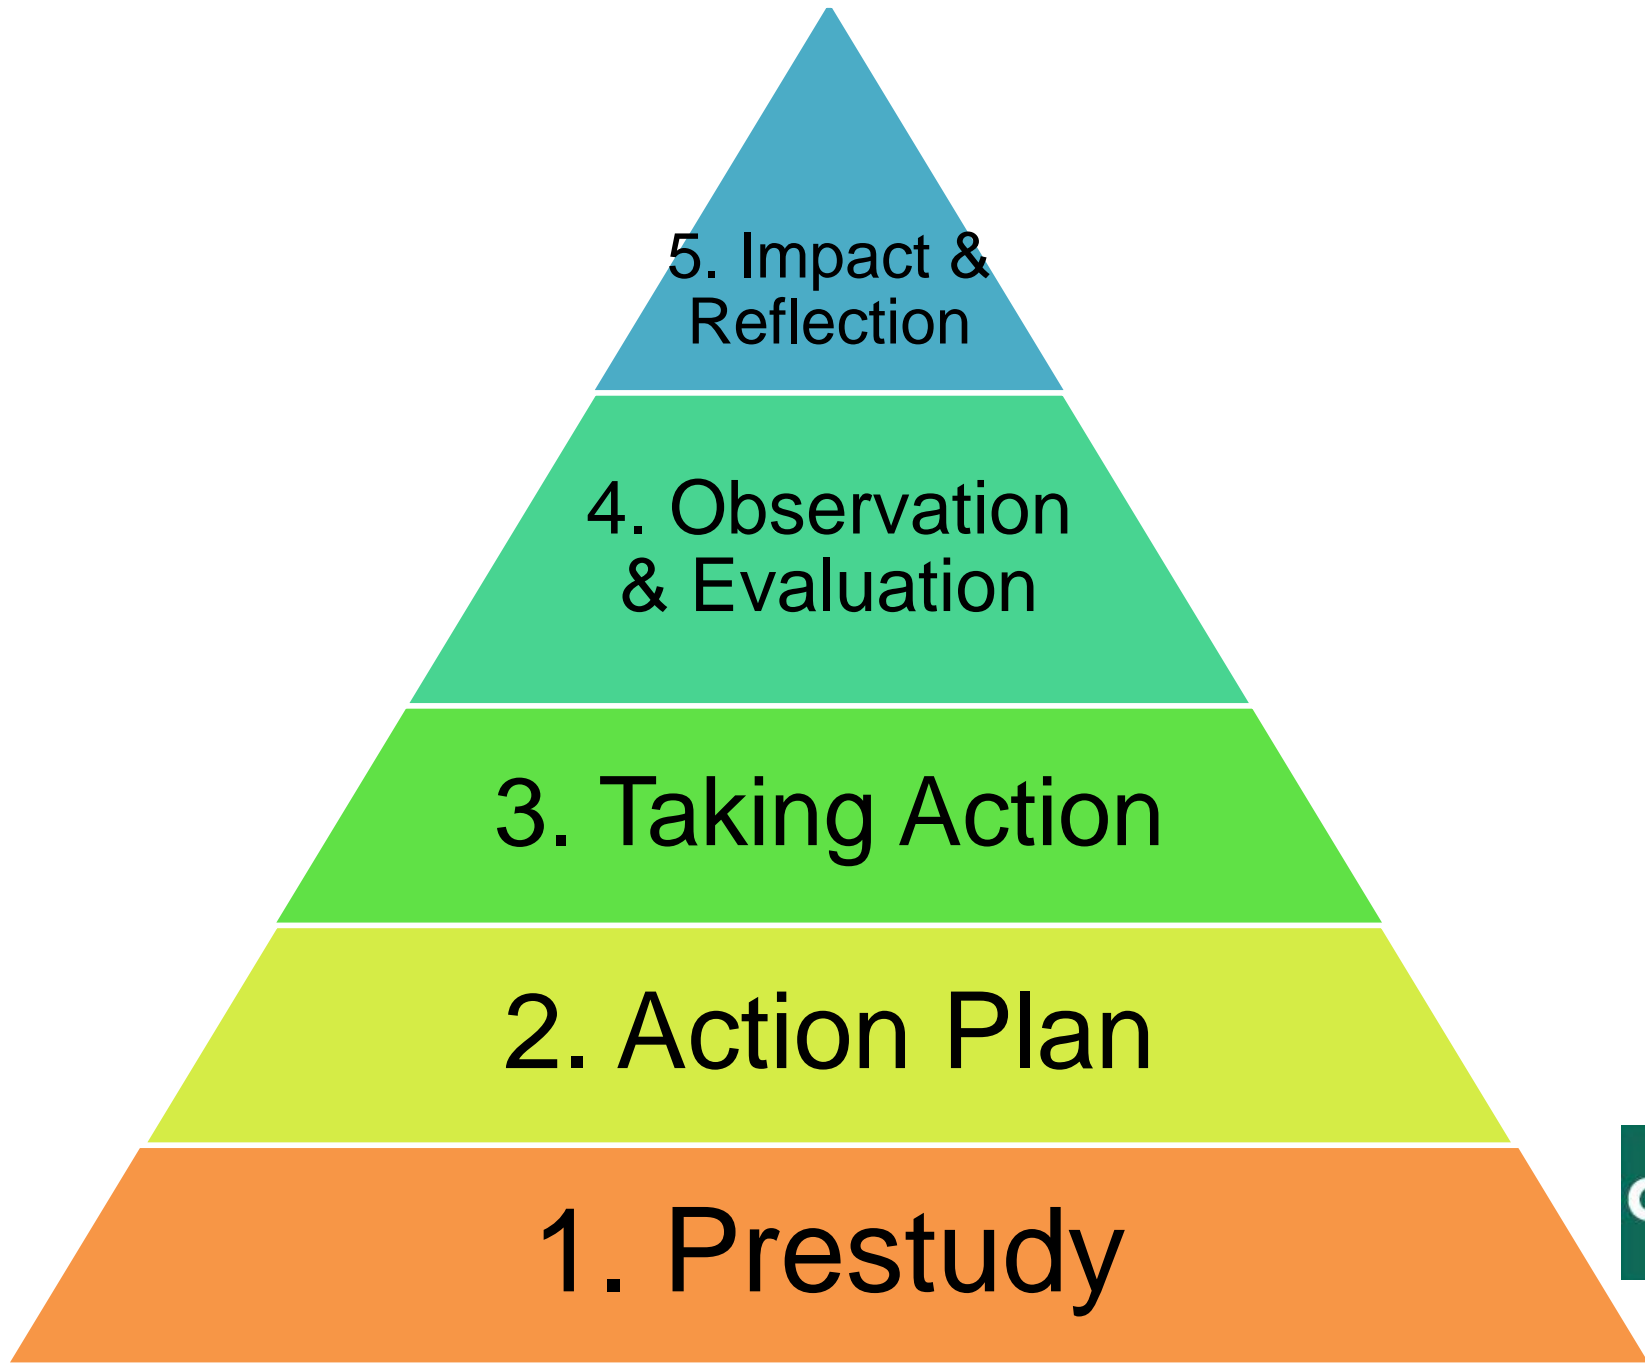 5. Impact &
Reflection
4. Observation
& Evaluation
3. Taking Action
2. Action Plan
1. Prestudy